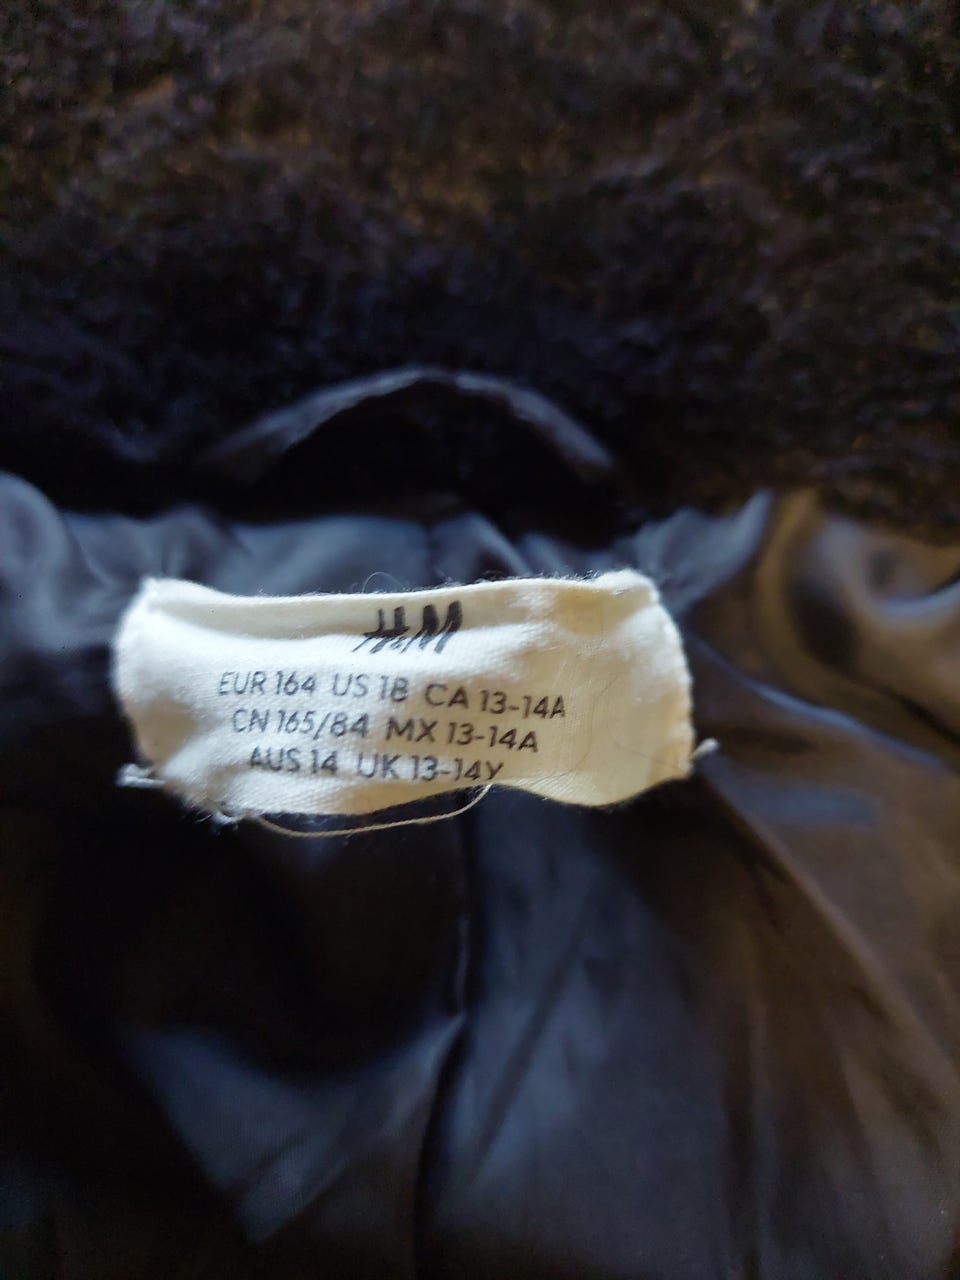 H&M
EUR 164 US 18 CA 13-14A
CN 165/84 MX 13-14A
AUS 14 UK 13-14Y